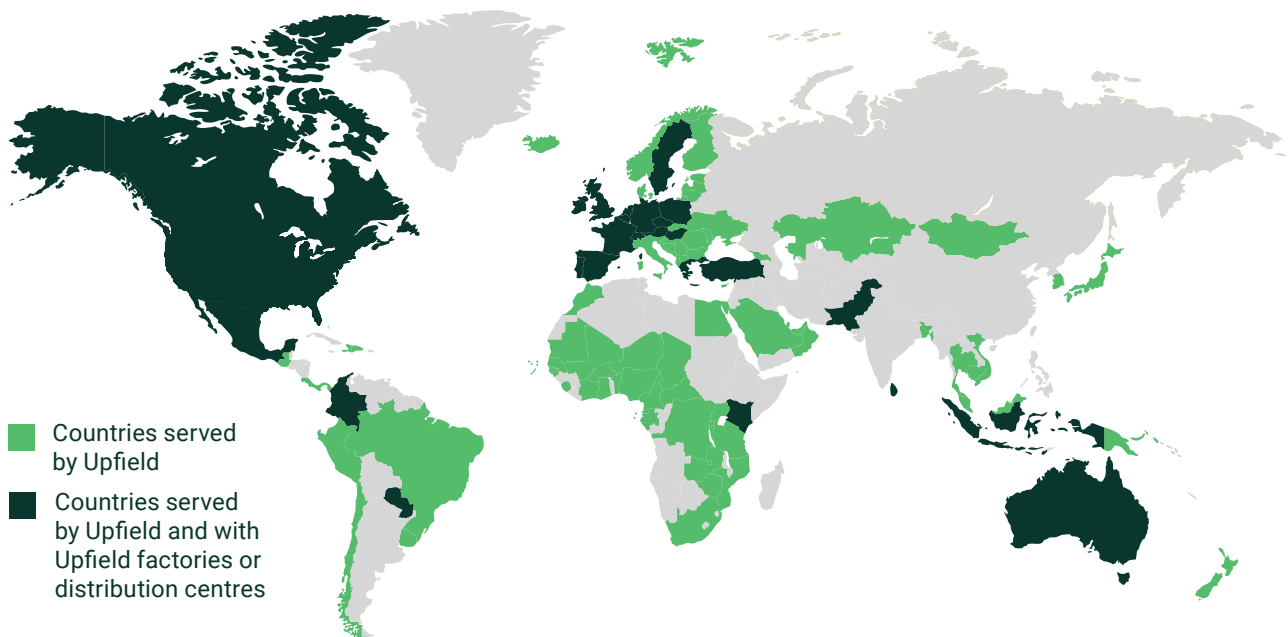 Countries served
by Upfield
Countries served
by Upfield and with
Upfield factories or
distribution centres